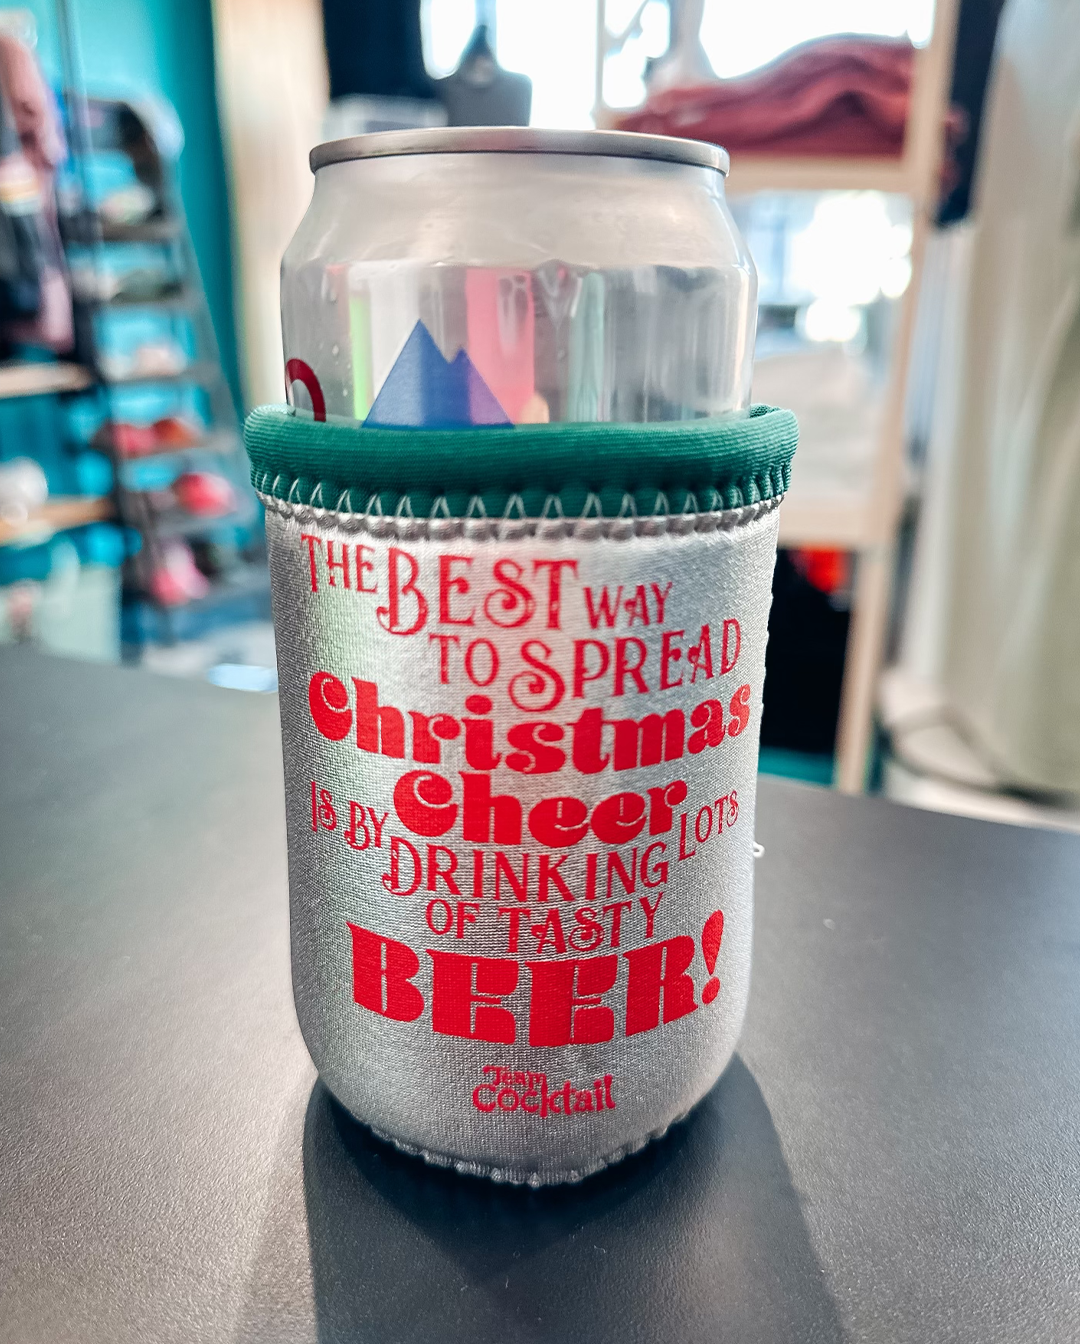 THE BEST WAY
TO SPREAD
Christmas
Cheer
IS BY DRINKING LOTS
OF TASTY
BEER!
TEAM
Cocktail